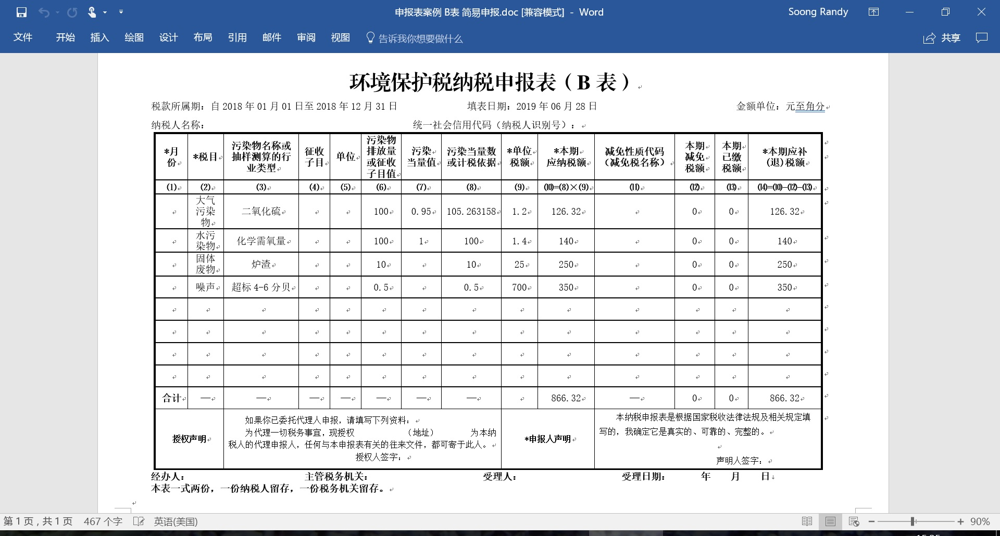 申报表案例 B表 简易申报.doc [兼容模式] - Word
Soong Randy
文件 开始 插入 绘图 设计 布局 引用 邮件 审阅 视图 告诉我你想要做什么 共享
环境保护税纳税申报表（B 表）
税款所属期：自 2018 年 01 月 01 日至 2018 年 12 月 31 日 填表日期：2019 年 06 月 28 日 金额单位：元至角分
纳税人名称： 统一社会信用代码（纳税人识别号）：
*月份 *税目 污染物名称或抽样测算的行业类型 征收子目 单位 污染物排放量或征收子目值 污染当量值 污染当量数或计税依据 *单位税额 *本期应纳税额 减免性质代码（减免税名称） 本期减免税额 本期已缴税额 *本期应补(退)税额
(1) (2) (3) (4) (5) (6) (7) (8) (9) (10)=(8)×(9) (11) (12) (13) (14)=(10)-(12)-(13)
大气污染物 二氧化硫 100 0.95 105.263158 1.2 126.32 0 0 126.32
水污染物 化学需氧量 100 1 100 1.4 140 0 0 140
固体废物 炉渣 10 10 25 250 0 0 250
噪声 超标 4-6 分贝 0.5 0.5 700 350 0 0 350
合计 — — — — — — — 866.32 — 0 0 866.32
授权声明
如果你已委托代理人申报，请填写下列资料：
为代理一切税务事宜，现授权 （地址） 为本纳
税人的代理申报人，任何与本申报表有关的往来文件，都可寄于此人。
授权人签字：
*申报人声明
本纳税申报表是根据国家税收法律法规及相关规定填
写的，我确定它是真实的、可靠的、完整的。
声明人签字：
经办人： 主管税务机关： 受理人： 受理日期： 年 月 日
本表一式两份，一份纳税人留存，一份税务机关留存。
第 1 页，共 1 页 467 个字 英语(美国) 90%